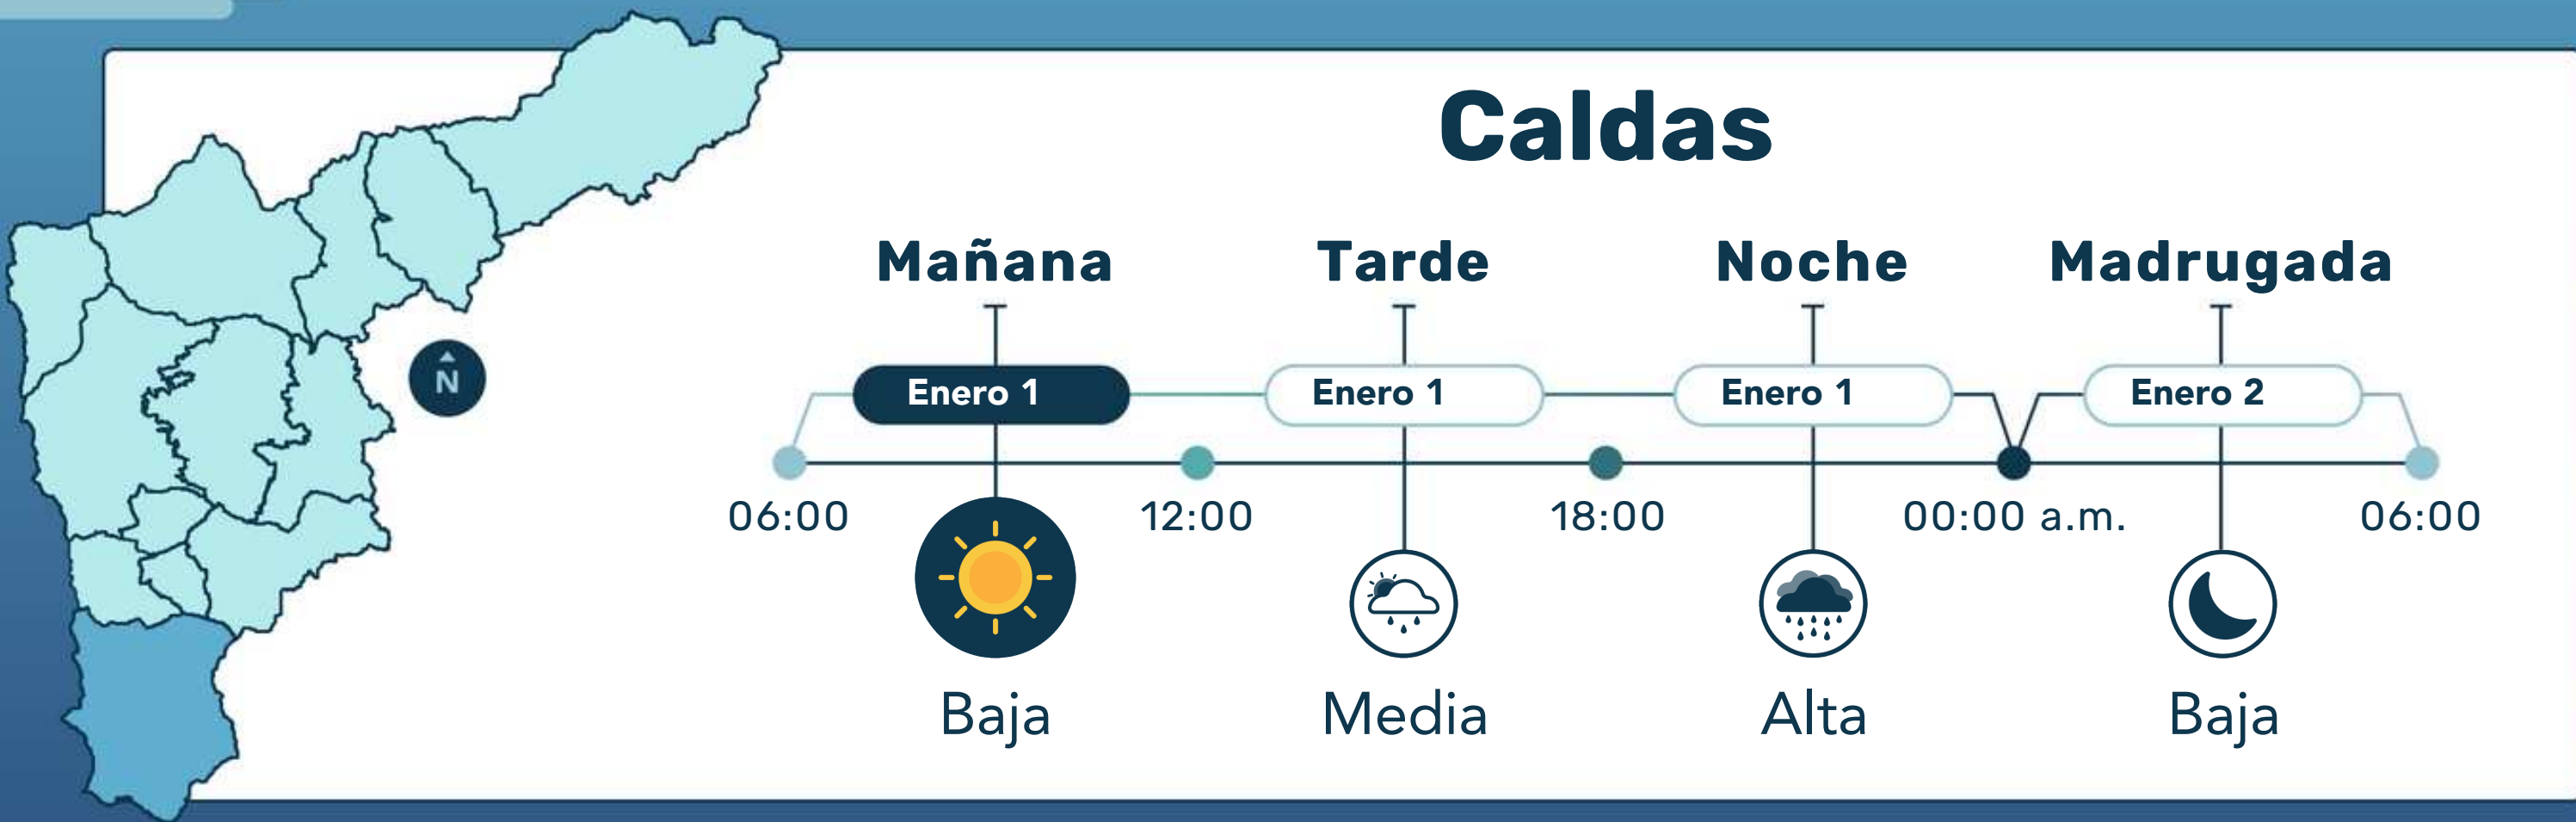 Caldas
Mañana Tarde Noche Madrugada
Enero 1 Enero 1 Enero 1 Enero 2
N
06:00 12:00 18:00 00:00 a.m. 06:00
Baja Media Alta Baja